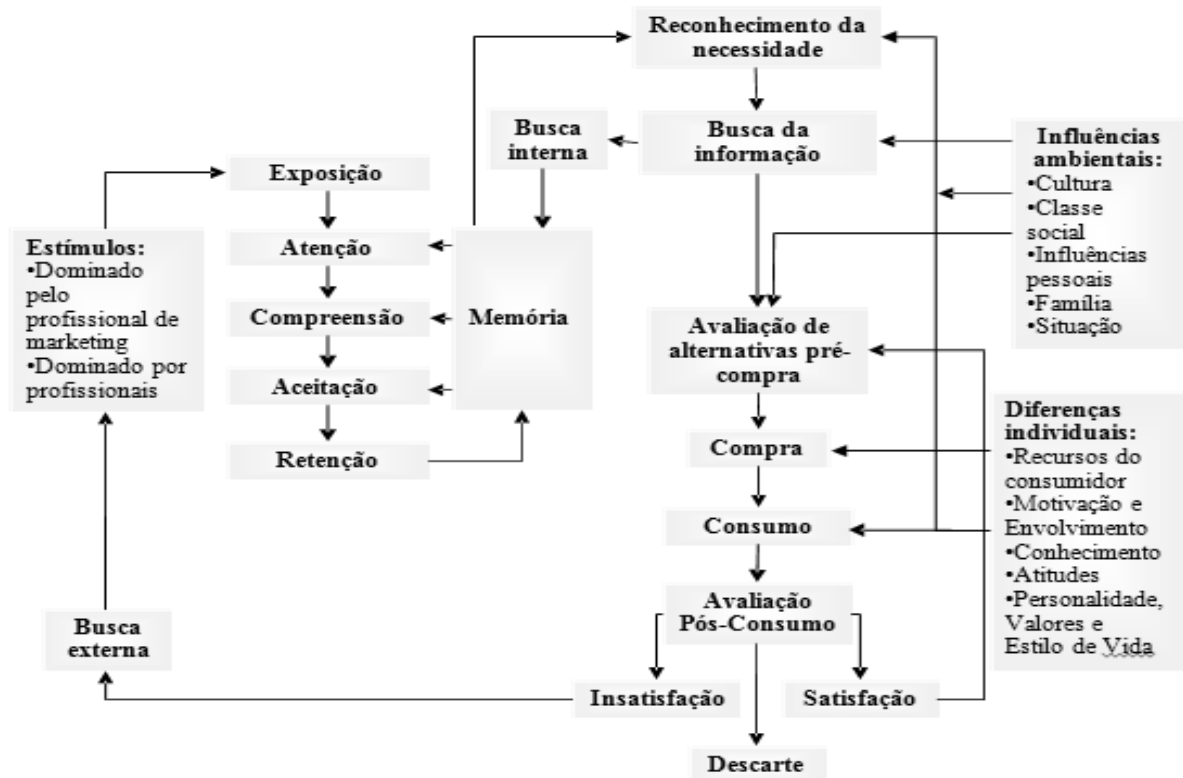 Reconhecimento da
necessidade
Busca
interna
Busca da
informação
Influências
ambientais:
•Cultura
•Classe
social
•Influências
pessoais
•Família
•Situação
Exposição
Estímulos:
•Dominado
pelo
profissional de
marketing
•Dominado por
profissionais
Atenção
Compreensão
Aceitação
Retenção
Memória
Avaliação de
alternativas pré-
compra
Compra
Consumo
Diferenças
individuais:
•Recursos do
consumidor
•Motivação e
Envolvimento
•Conhecimento
•Atitudes
•Personalidade,
Valores e
Estilo de Vida
Avaliação
Pós-Consumo
Busca
externa
Insatisfação
Satisfação
Descarte